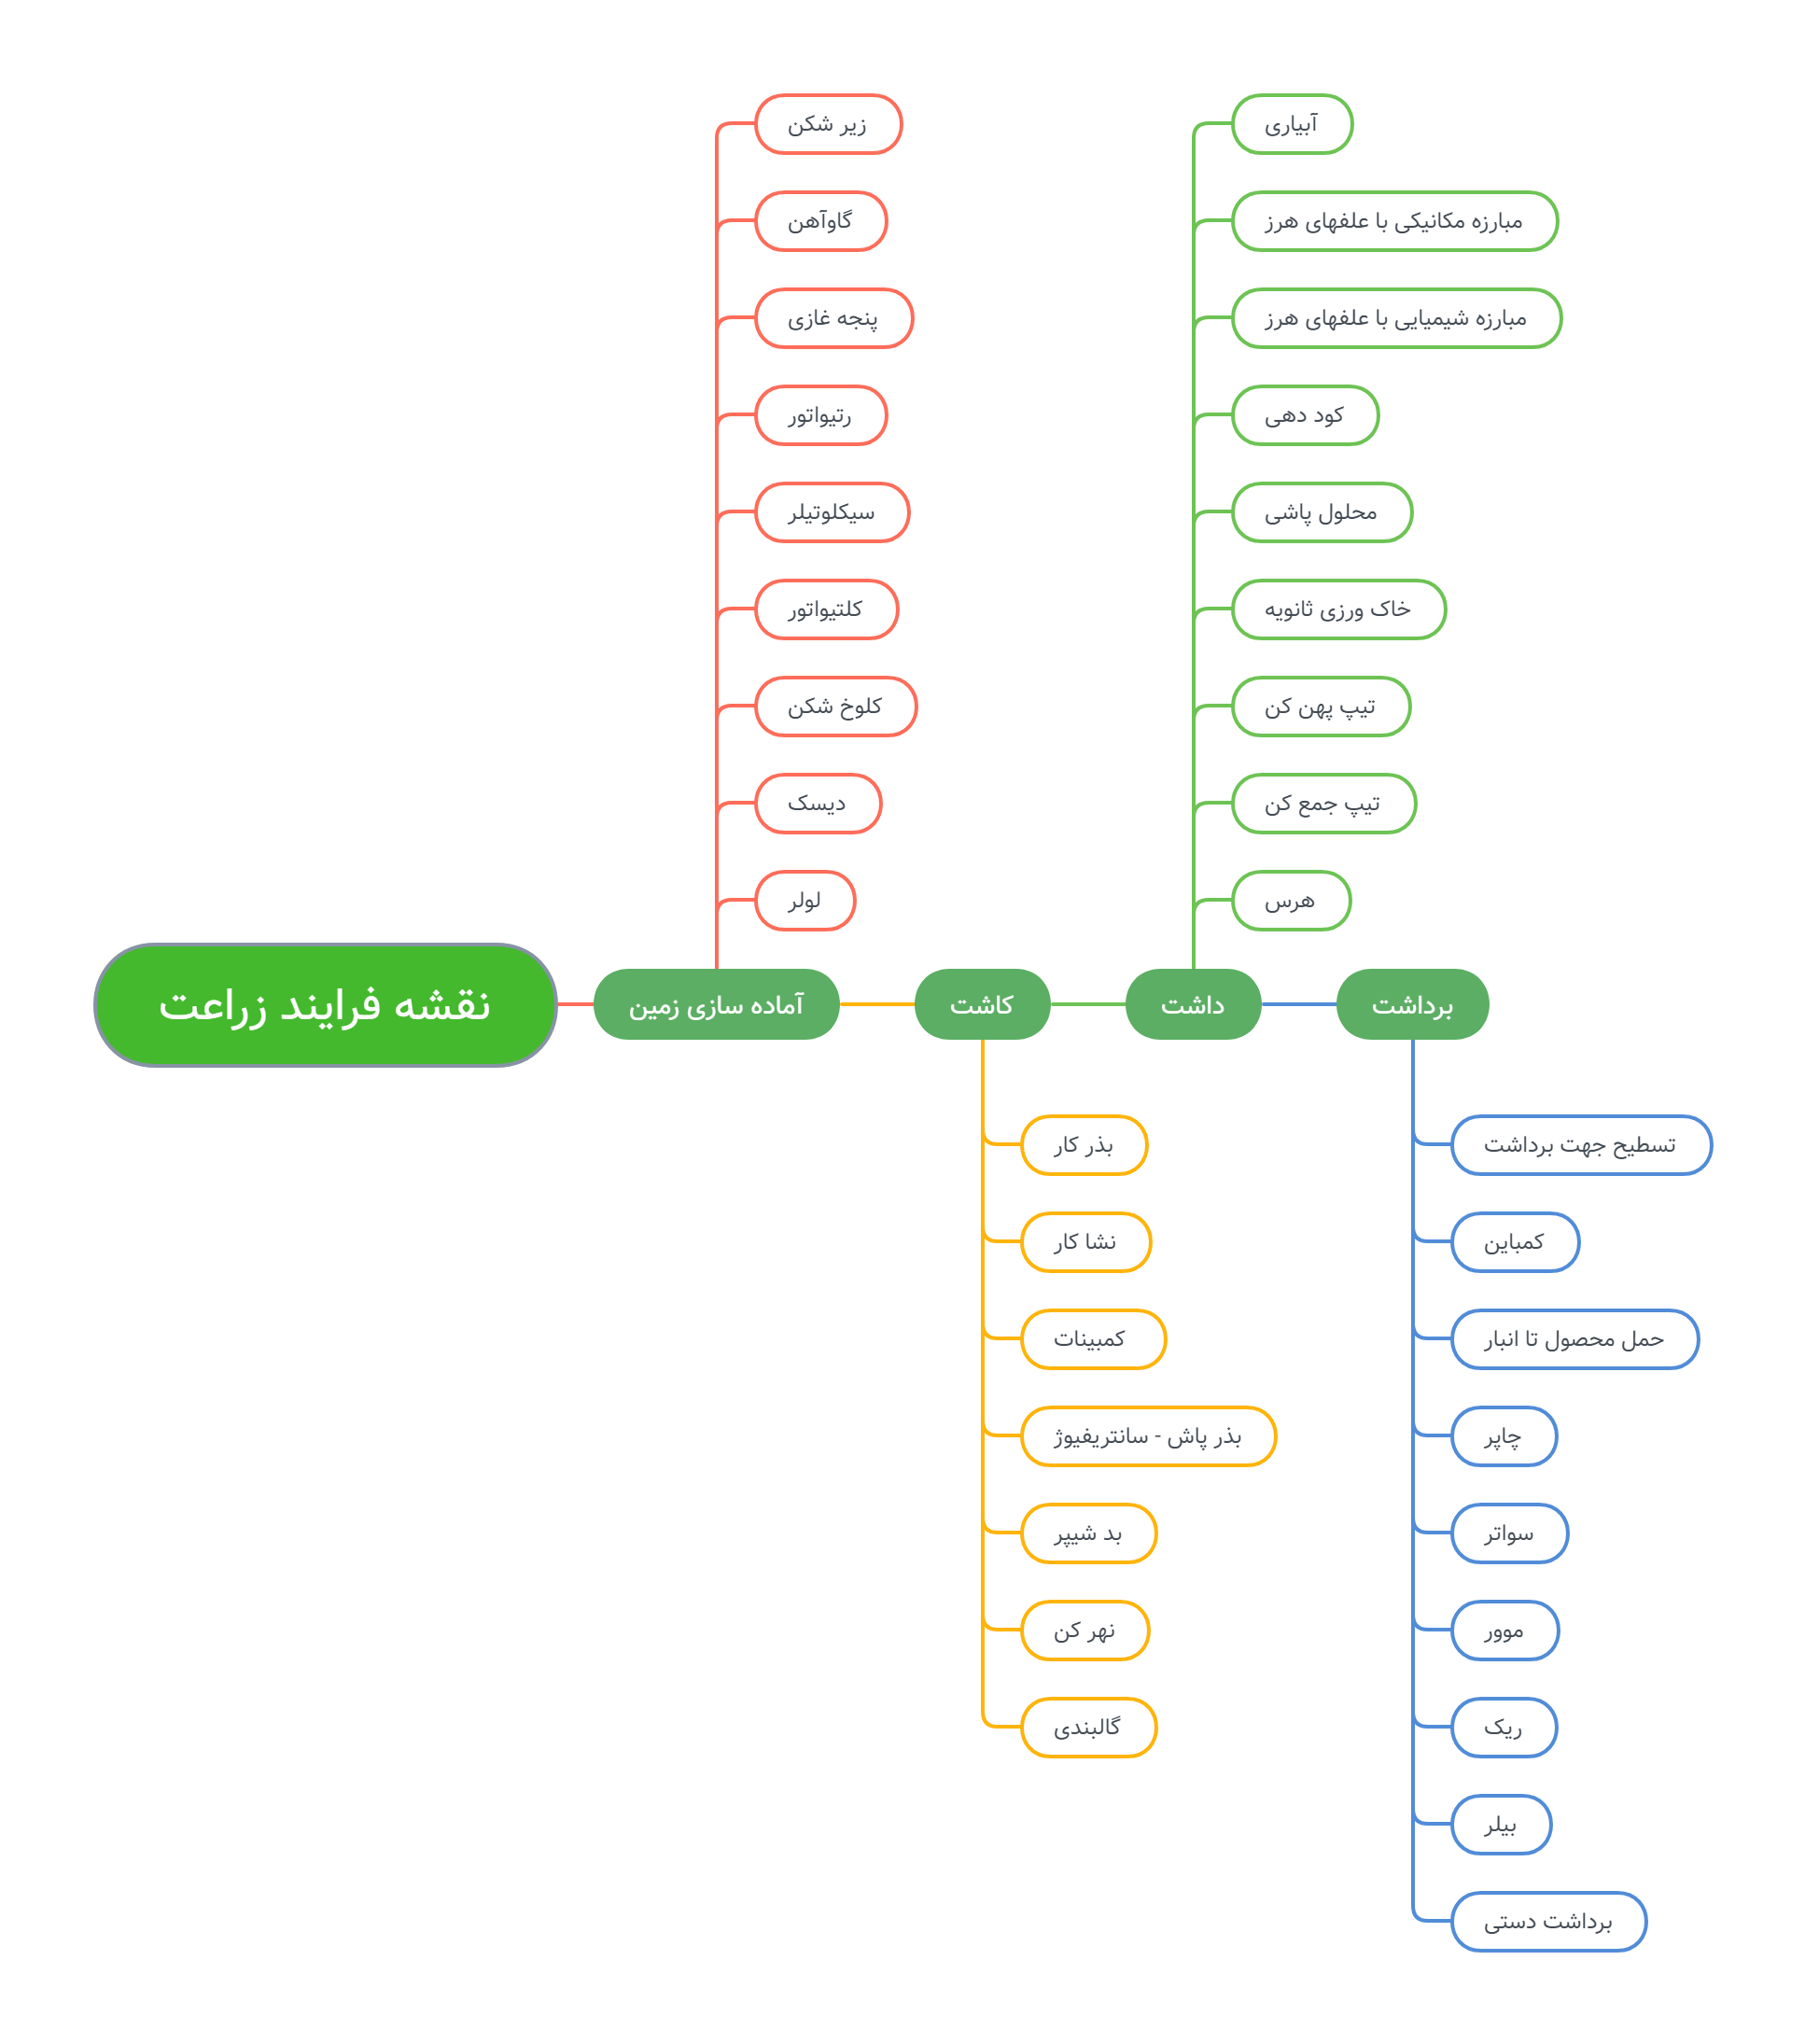 نقشه فرایند زراعت
آماده سازی زمین
زیر شکن
گاوآهن
پنجه غازی
رتیواتور
سیکلوتیلر
کلتیواتور
کلوخ شکن
دیسک
لولر
کاشت
بذر کار
نشا کار
کمبینات
بذر پاش - سانتریفیوژ
بد شیپر
نهر کن
گالبندی
داشت
آبیاری
مبارزه مکانیکی با علفهای هرز
مبارزه شیمیایی با علفهای هرز
کود دهی
محلول پاشی
خاک ورزی ثانویه
تیپ پهن کن
تیپ جمع کن
هرس
برداشت
تسطیح جهت برداشت
کمباین
حمل محصول تا انبار
چاپر
سواتر
موور
ریک
بیلر
برداشت دستی